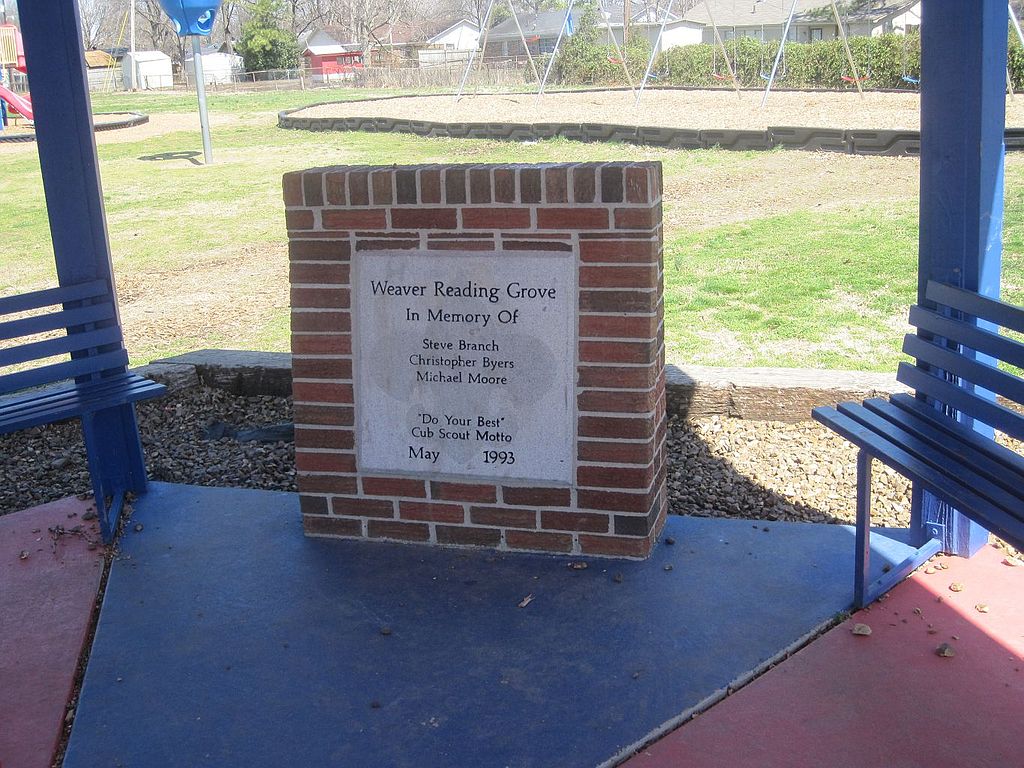 Weaver Reading Grove
In Memory Of
Steve Branch
Christopher Byers
Michael Moore
"Do Your Best"
Cub Scout Motto
May 1993